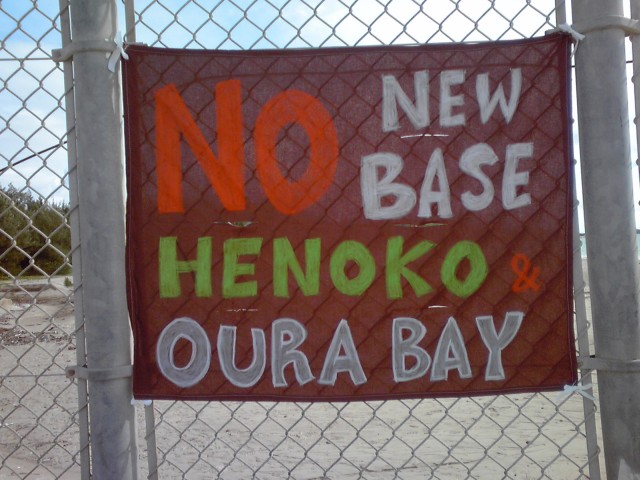 NO NEW
BASE
HENOKO &
OURA BAY